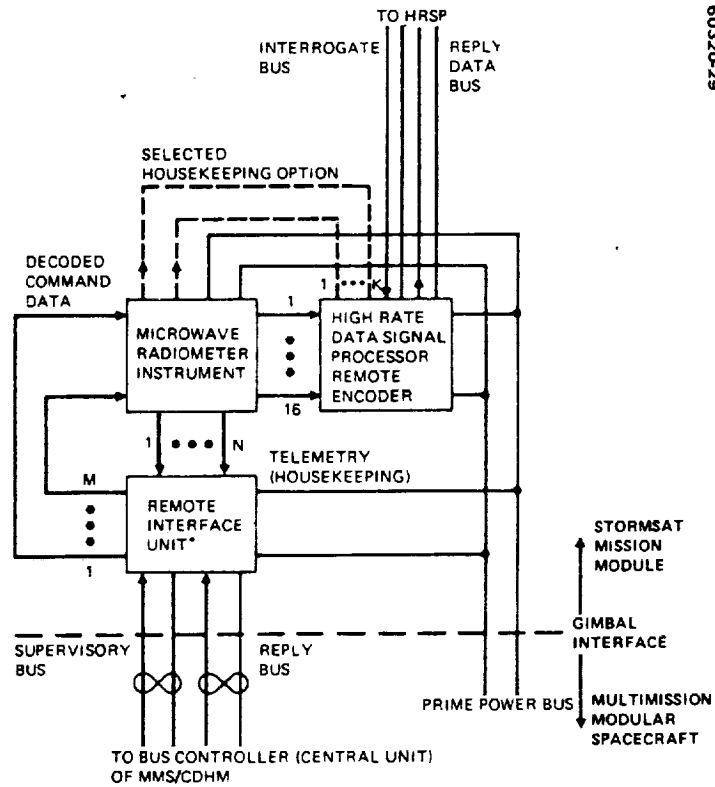 60320-29
TO HRSP
INTERROGATE
BUS
REPLY
DATA
BUS
SELECTED
HOUSEKEEPING OPTION
DECODED
COMMAND
DATA
1 ••• K
MICROWAVE
RADIOMETER
INSTRUMENT
1
•
•
•
16
HIGH RATE
DATA SIGNAL
PROCESSOR
REMOTE
ENCODER
1 ••• N
TELEMETRY
(HOUSEKEEPING)
M
•
•
•
1
REMOTE
INTERFACE
UNIT*
STORMSAT
MISSION
MODULE
GIMBAL
INTERFACE
SUPERVISORY
BUS
REPLY
BUS
PRIME POWER BUS
MULTIMISSION
MODULAR
SPACECRAFT
TO BUS CONTROLLER (CENTRAL UNIT)
OF MMS/CDHM